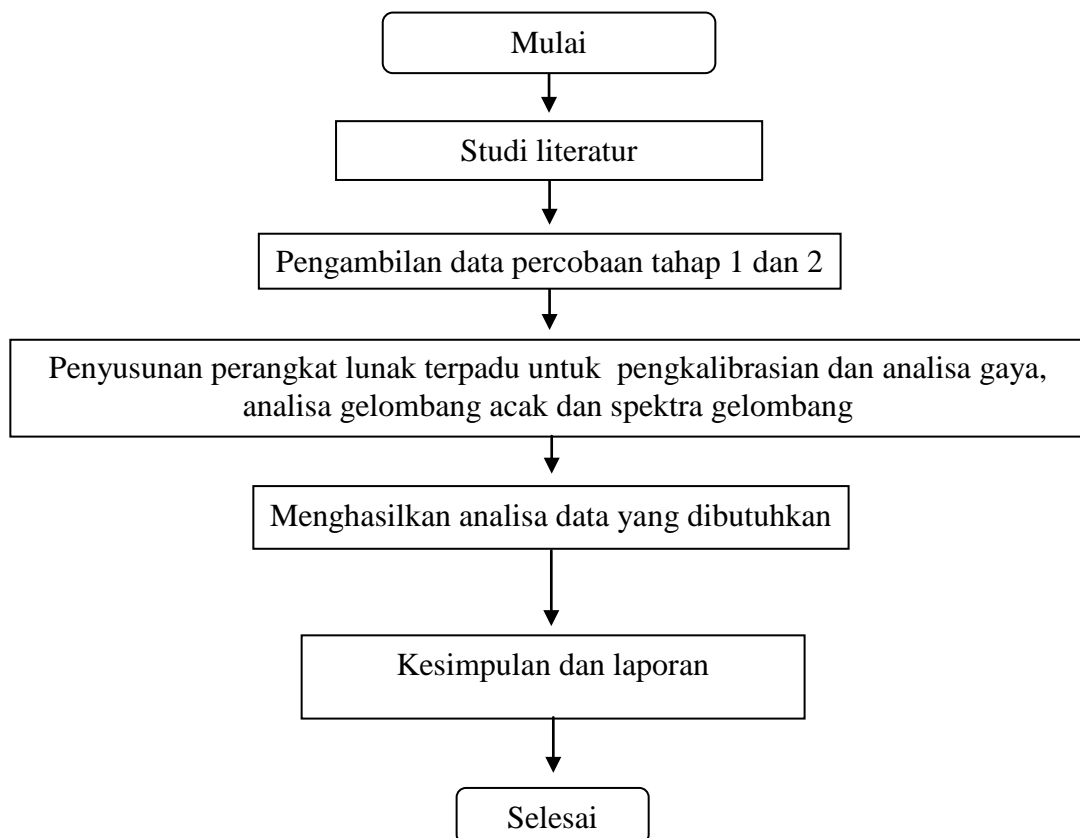 Mulai
Studi literatur
Pengambilan data percobaan tahap 1 dan 2
Penyusunan perangkat lunak terpadu untuk pengkalibrasian dan analisa gaya,
analisa gelombang acak dan spektra gelombang
Menghasilkan analisa data yang dibutuhkan
Kesimpulan dan laporan
Selesai